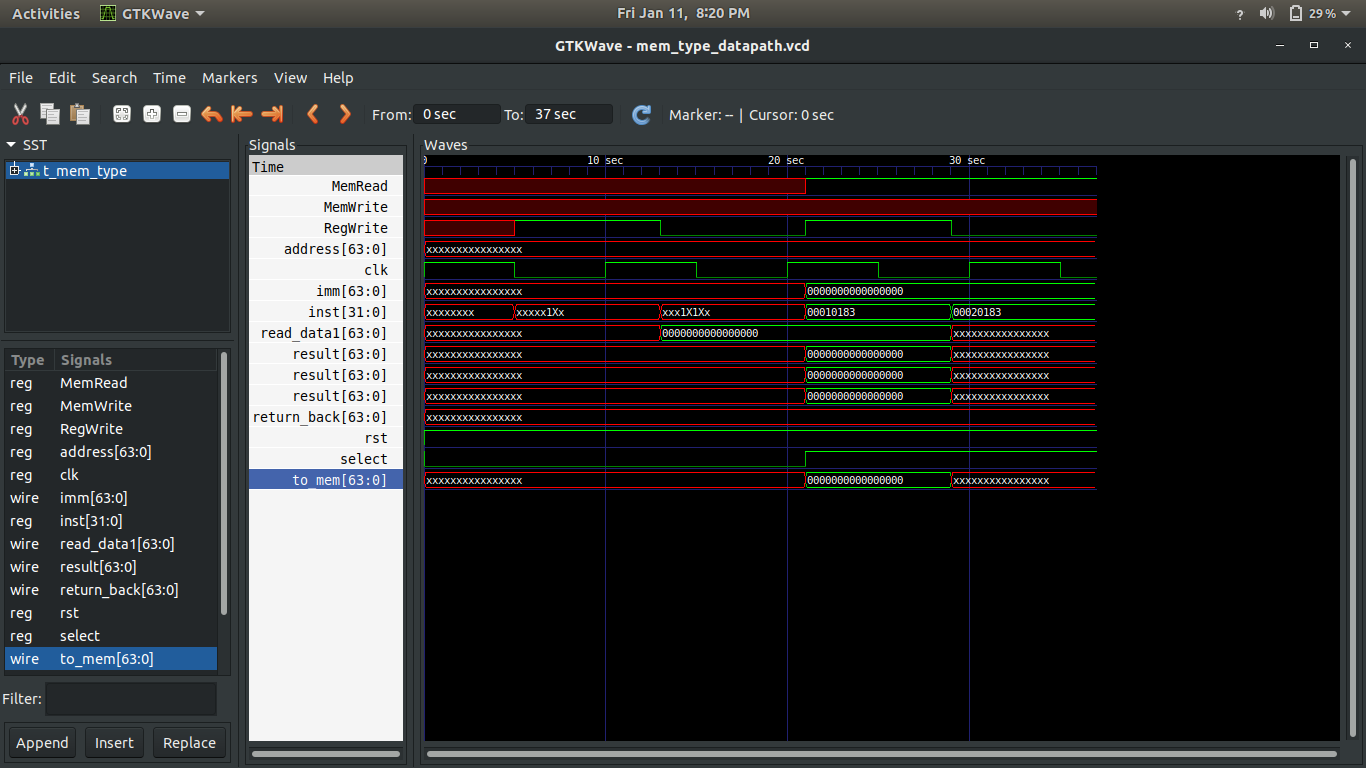 Activities GTKWave Fri Jan 11, 8:20 PM ? 29%
GTKWave - mem_type_datapath.vcd
File Edit Search Time Markers View Help
From: 0 sec To: 37 sec Marker: -- | Cursor: 0 sec
SST
t_mem_type
Type Signals
reg MemRead
reg MemWrite
reg RegWrite
reg address[63:0]
reg clk
wire imm[63:0]
reg inst[31:0]
wire read_data1[63:0]
wire result[63:0]
wire return_back[63:0]
reg rst
reg select
wire to_mem[63:0]
Filter:
Append Insert Replace
Signals
Time
MemRead
MemWrite
RegWrite
address[63:0]
clk
imm[63:0]
inst[31:0]
read_data1[63:0]
result[63:0]
result[63:0]
result[63:0]
return_back[63:0]
rst
select
to_mem[63:0]
Waves
0 10 sec 20 sec 30 sec
xxxxxxxxxxxxxxxx
xxxxxxxxxxxxxxxx 0000000000000000
xxxxxxxx xxxxx1Xx xxx1X1Xx 00010183 00020183
xxxxxxxxxxxxxxxx 0000000000000000 xxxxxxxxxxxxxxxx
xxxxxxxxxxxxxxxx 0000000000000000 xxxxxxxxxxxxxxxx
xxxxxxxxxxxxxxxx 0000000000000000 xxxxxxxxxxxxxxxx
xxxxxxxxxxxxxxxx 0000000000000000 xxxxxxxxxxxxxxxx
xxxxxxxxxxxxxxxx
xxxxxxxxxxxxxxxx 0000000000000000 xxxxxxxxxxxxxxxx